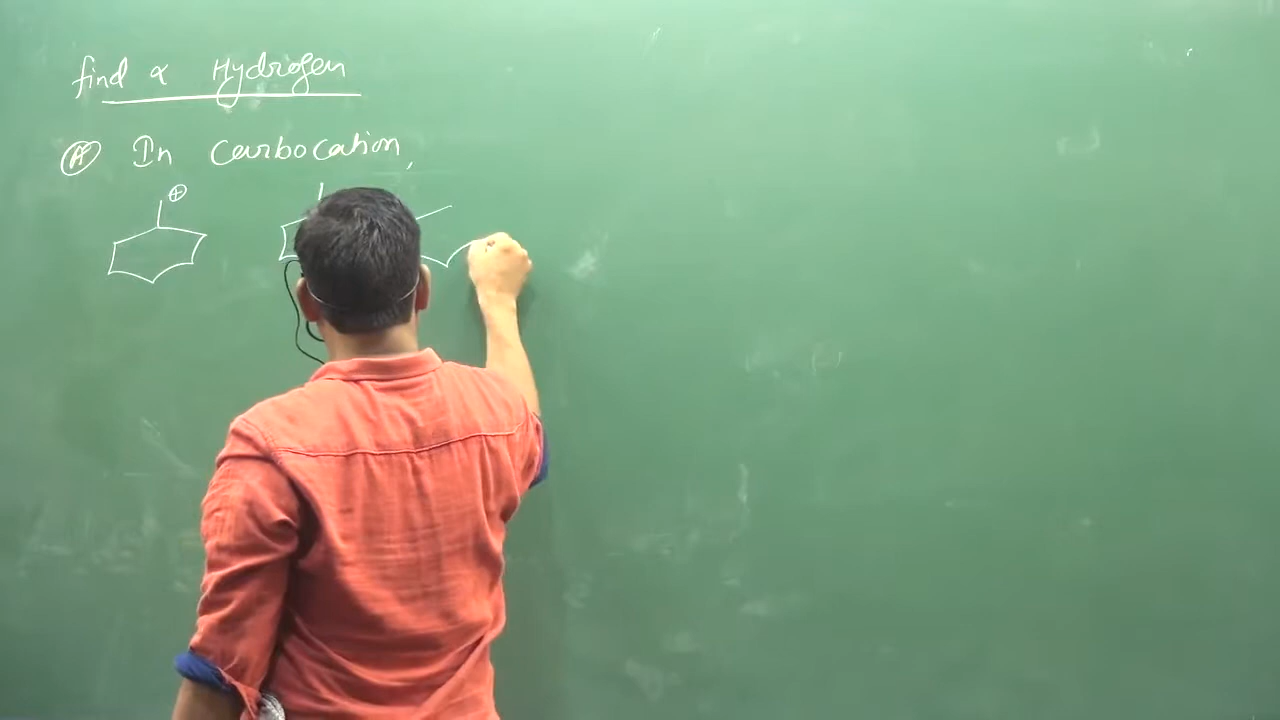 find α Hydrogen
Ⓐ In carbocation,
⊕